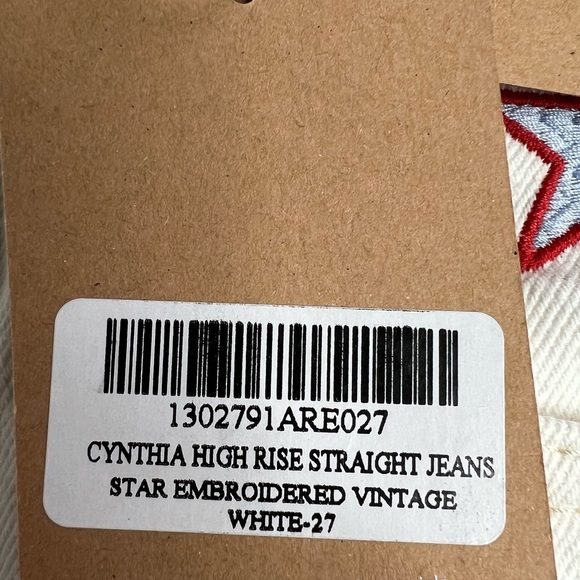 1302791ARE027
CYNTHIA HIGH RISE STRAIGHT JEANS
STAR EMBROIDERED VINTAGE
WHITE-27